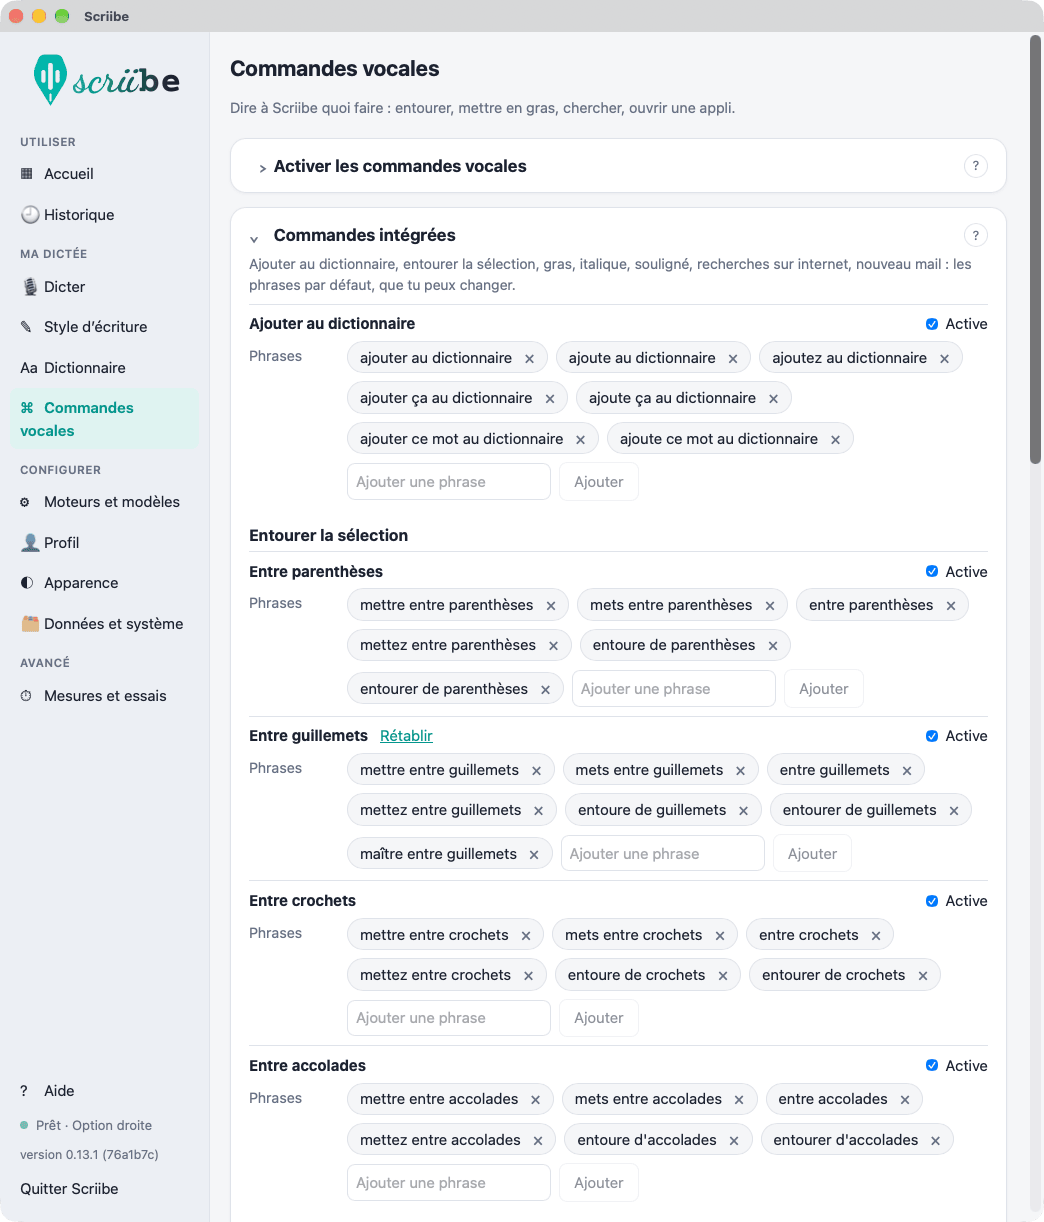 Scriibe
scriibe
UTILISER
Accueil
Historique
MA DICTÉE
Dicter
Style d’écriture
Aa Dictionnaire
⌘ Commandes
vocales
CONFIGURER
Moteurs et modèles
Profil
Apparence
Données et système
AVANCÉ
Mesures et essais
? Aide
Prêt · Option droite
version 0.13.1 (76a1b7c)
Quitter Scriibe
Commandes vocales
Dire à Scriibe quoi faire : entourer, mettre en gras, chercher, ouvrir une appli.
Activer les commandes vocales ?
Commandes intégrées ?
Ajouter au dictionnaire, entourer la sélection, gras, italique, souligné, recherches sur internet, nouveau mail : les
phrases par défaut, que tu peux changer.
Ajouter au dictionnaire Active
Phrases ajouter au dictionnaire × ajoute au dictionnaire × ajoutez au dictionnaire ×
ajouter ça au dictionnaire × ajoute ça au dictionnaire ×
ajouter ce mot au dictionnaire × ajoute ce mot au dictionnaire ×
Ajouter une phrase Ajouter
Entourer la sélection
Entre parenthèses Active
Phrases mettre entre parenthèses × mets entre parenthèses × entre parenthèses ×
mettez entre parenthèses × entoure de parenthèses ×
entourer de parenthèses × Ajouter une phrase Ajouter
Entre guillemets Rétablir Active
Phrases mettre entre guillemets × mets entre guillemets × entre guillemets ×
mettez entre guillemets × entoure de guillemets × entourer de guillemets ×
maître entre guillemets × Ajouter une phrase Ajouter
Entre crochets Active
Phrases mettre entre crochets × mets entre crochets × entre crochets ×
mettez entre crochets × entoure de crochets × entourer de crochets ×
Ajouter une phrase Ajouter
Entre accolades Active
Phrases mettre entre accolades × mets entre accolades × entre accolades ×
mettez entre accolades × entoure d'accolades × entourer d'accolades ×
Ajouter une phrase Ajouter